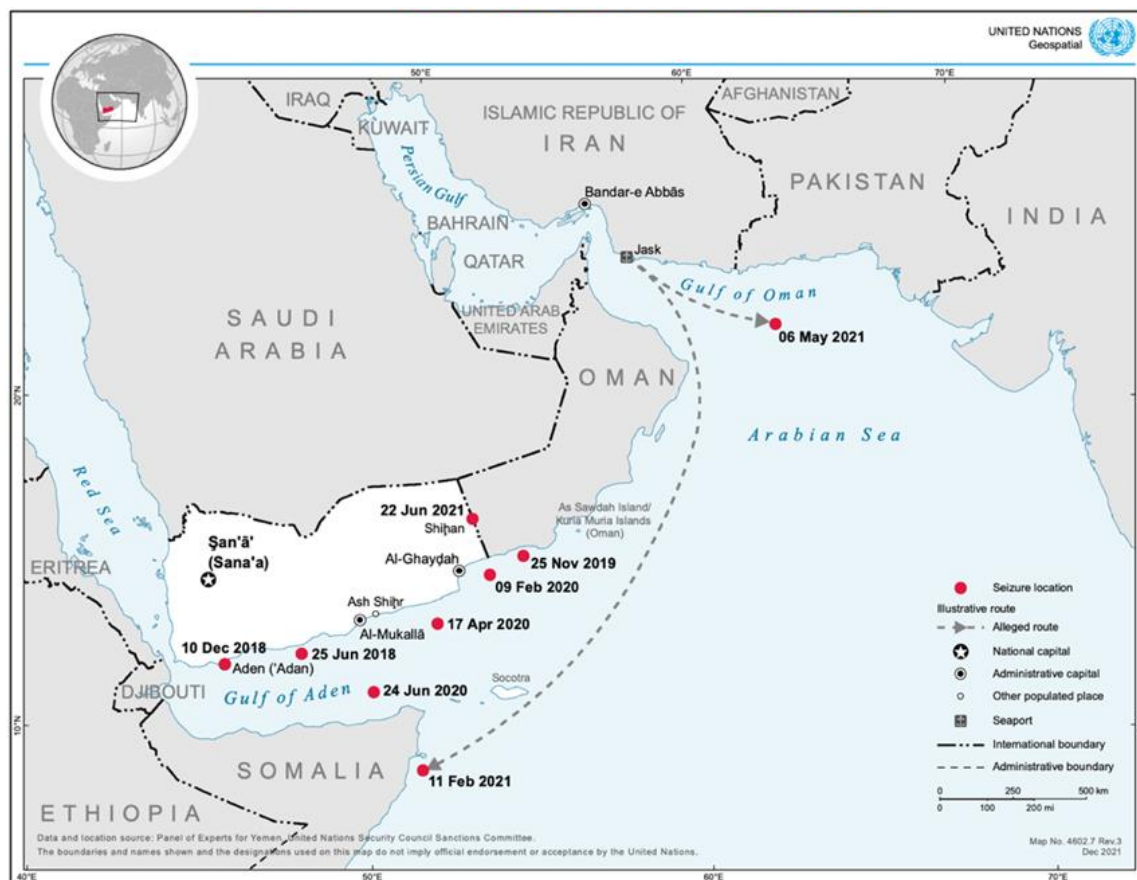 UNITED NATIONS
Geospatial
50°E
60°E
70°E
IRAQ
KUWAIT
ISLAMIC REPUBLIC OF
IRAN
AFGHANISTAN
PAKISTAN
INDIA
Persian Gulf
Bandar-e Abbās
BAHRAIN
QATAR
Jask
Gulf of Oman
UNITED ARAB
EMIRATES
06 May 2021
SAUDI
ARABIA
OMAN
20°N
20°N
Arabian Sea
Red Sea
22 Jun 2021
Shiḥan
As Sawdah Island/
Kuria Muria Islands
(Oman)
Şan'ā'
(Sana'a)
Al-Ghayḍah
25 Nov 2019
09 Feb 2020
ERITREA
Ash Shiḥr
Al-Mukallā
17 Apr 2020
10 Dec 2018
Aden ('Adan)
25 Jun 2018
DJIBOUTI
Gulf of Aden
24 Jun 2020
Socotra
10°N
10°N
SOMALIA
11 Feb 2021
ETHIOPIA
Seizure location
Illustrative route
Alleged route
National capital
Administrative capital
Other populated place
Seaport
International boundary
Administrative boundary
0 250 500 km
0 100 200 mi
Data and location source: Panel of Experts for Yemen, United Nations Security Council Sanctions Committee.
The boundaries and names shown and the designations used on this map do not imply official endorsement or acceptance by the United Nations.
Map No. 4602.7 Rev.3
Dec 2021
40°E
50°E
60°E
70°E